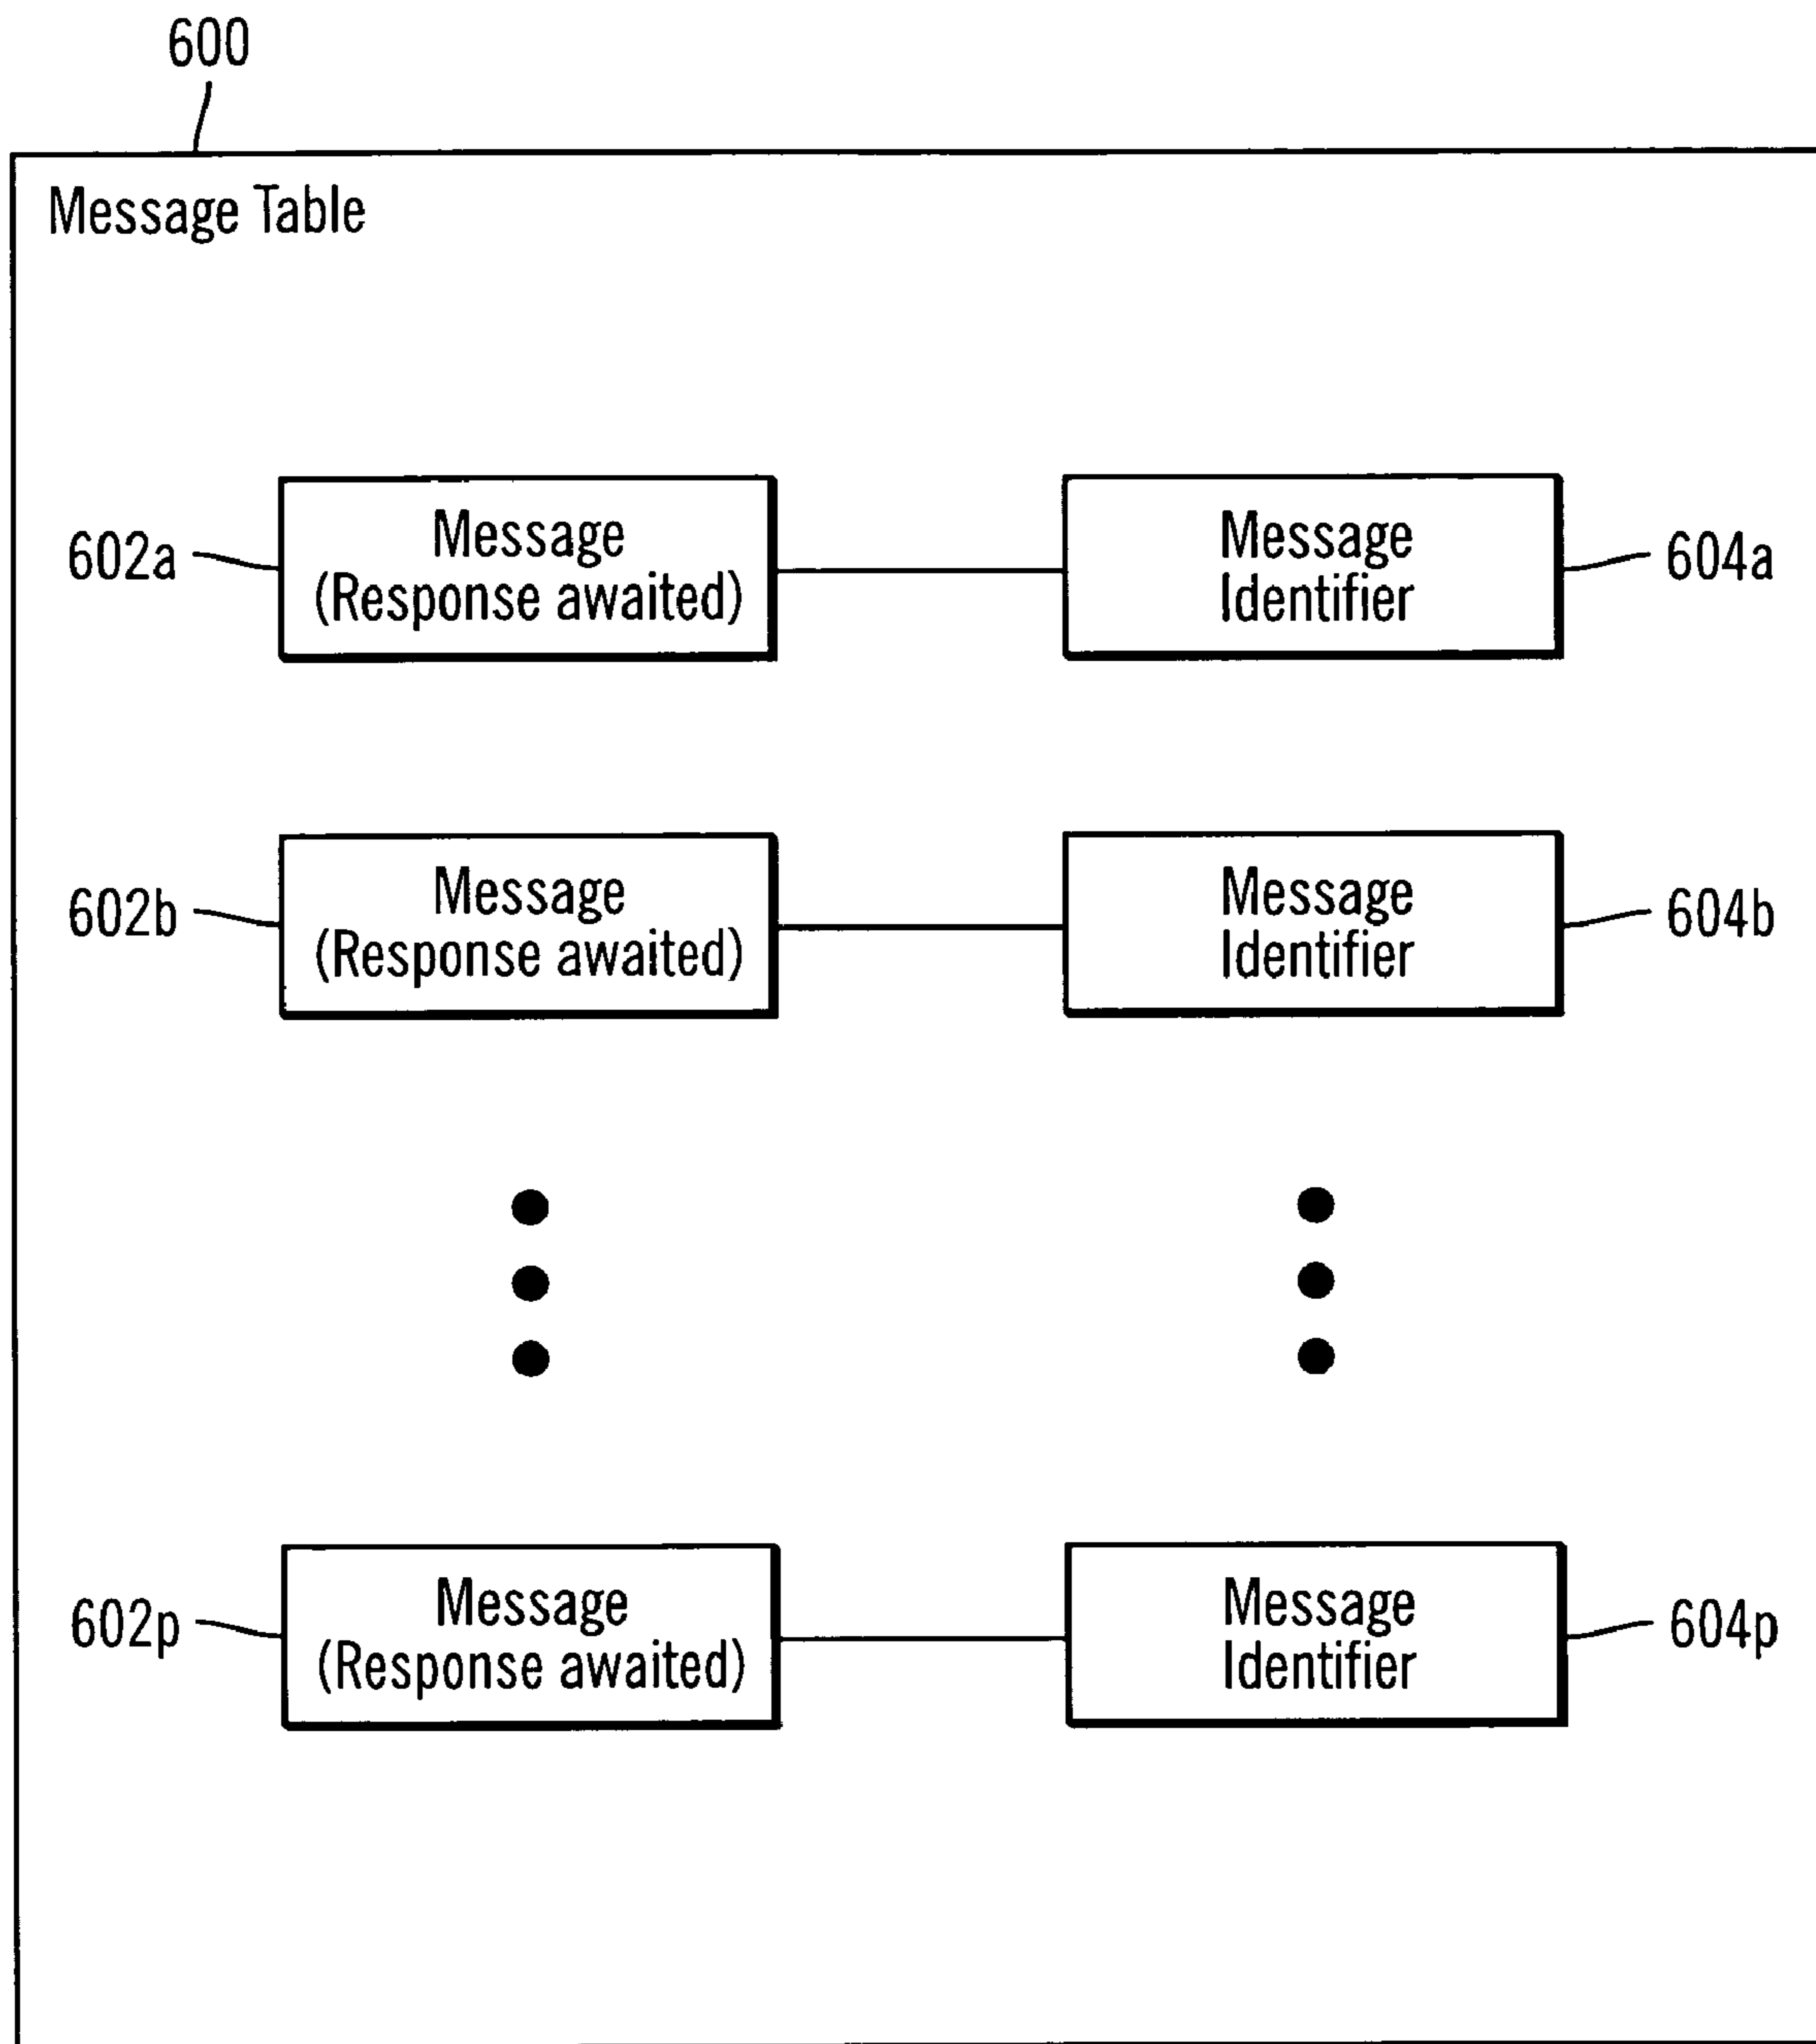 600
Message Table
602a
Message
(Response awaited)
Message
Identifier
604a
602b
Message
(Response awaited)
Message
Identifier
604b
602p
Message
(Response awaited)
Message
Identifier
604p